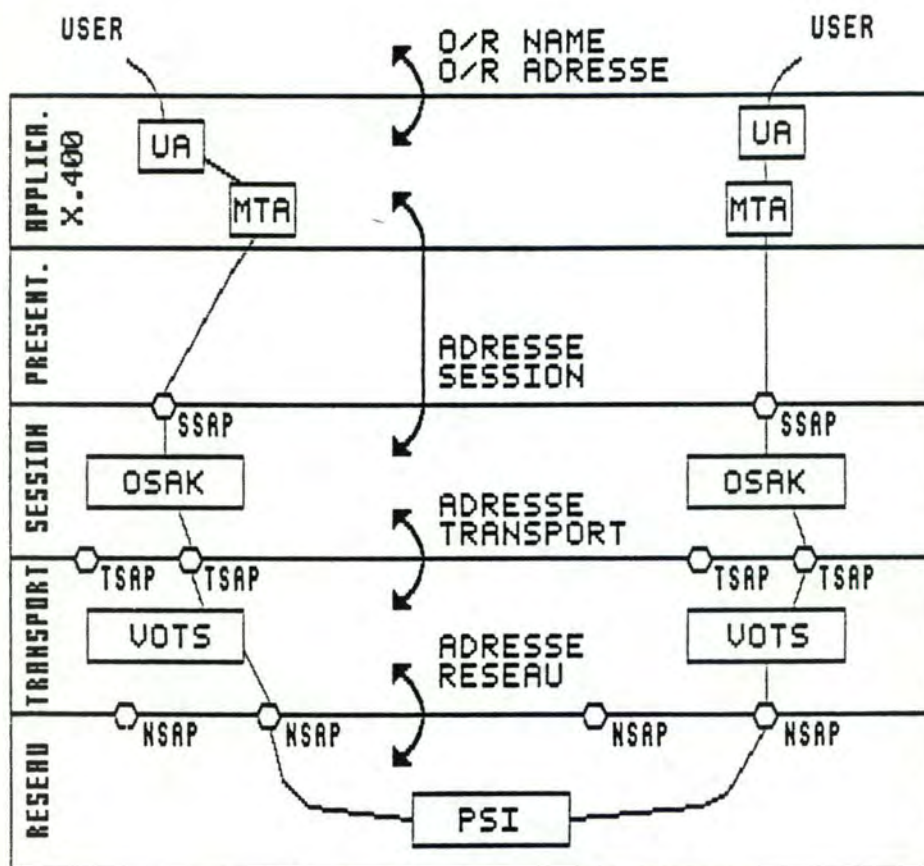 USER
O/R NAME
O/R ADRESSE
USER
APPLICA.
X.400
UA
UA
MTA
MTA
PRESENT.
ADRESSE
SESSION
SSAP
SSAP
SESSION
OSAK
OSAK
ADRESSE
TRANSPORT
TSAP
TSAP
TSAP
TSAP
TRANSPORT
VOTS
VOTS
ADRESSE
RESEAU
NSAP
NSAP
NSAP
NSAP
RESEAU
PSI